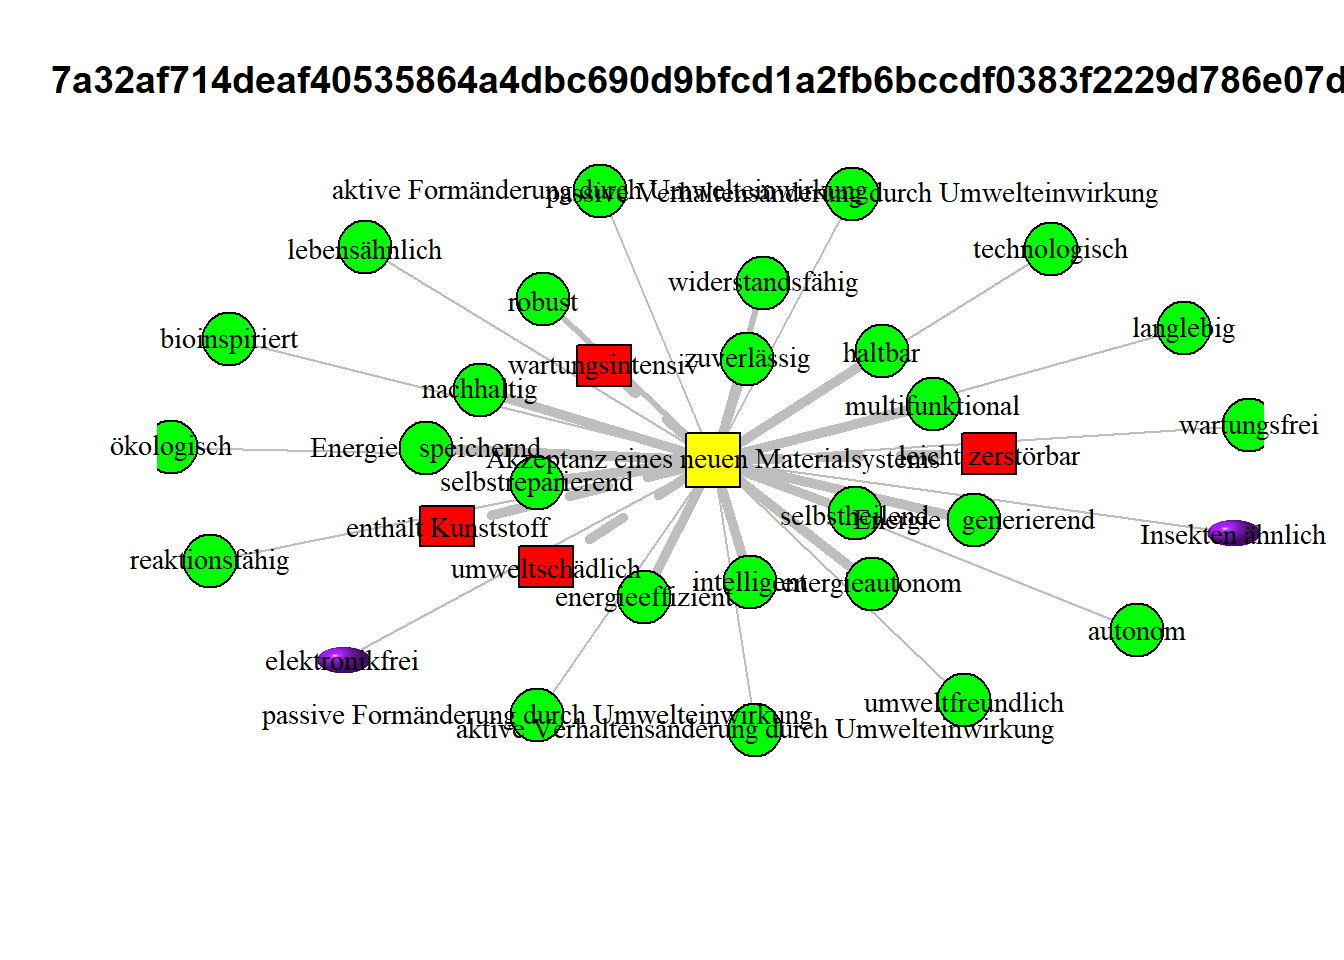 7a32af714deaf40535864a4dbc690d9bfcd1a2fb6bccdf0383f2229d786e07d
aktive Formänderung durch Umwelteinwirkung
passive Verhaltensänderung durch Umwelteinwirkung
lebensähnlich
technologisch
widerstandsfähig
robust
bioinspiriert
langlebig
wartungsintensiv
zuverlässig
haltbar
nachhaltig
multifunktional
wartungsfrei
ökologisch
Energie speichernd
Akzeptanz eines neuen Materialsystems
leicht zerstörbar
selbstreparierend
enthält Kunststoff
selbstheilend
Energie generierend
Insekten ähnlich
reaktionsfähig
umweltschädlich
energieeffizient
intelligent
energieautonom
autonom
elektronikfrei
umweltfreundlich
passive Formänderung durch Umwelteinwirkung
aktive Verhaltensänderung durch Umwelteinwirkung